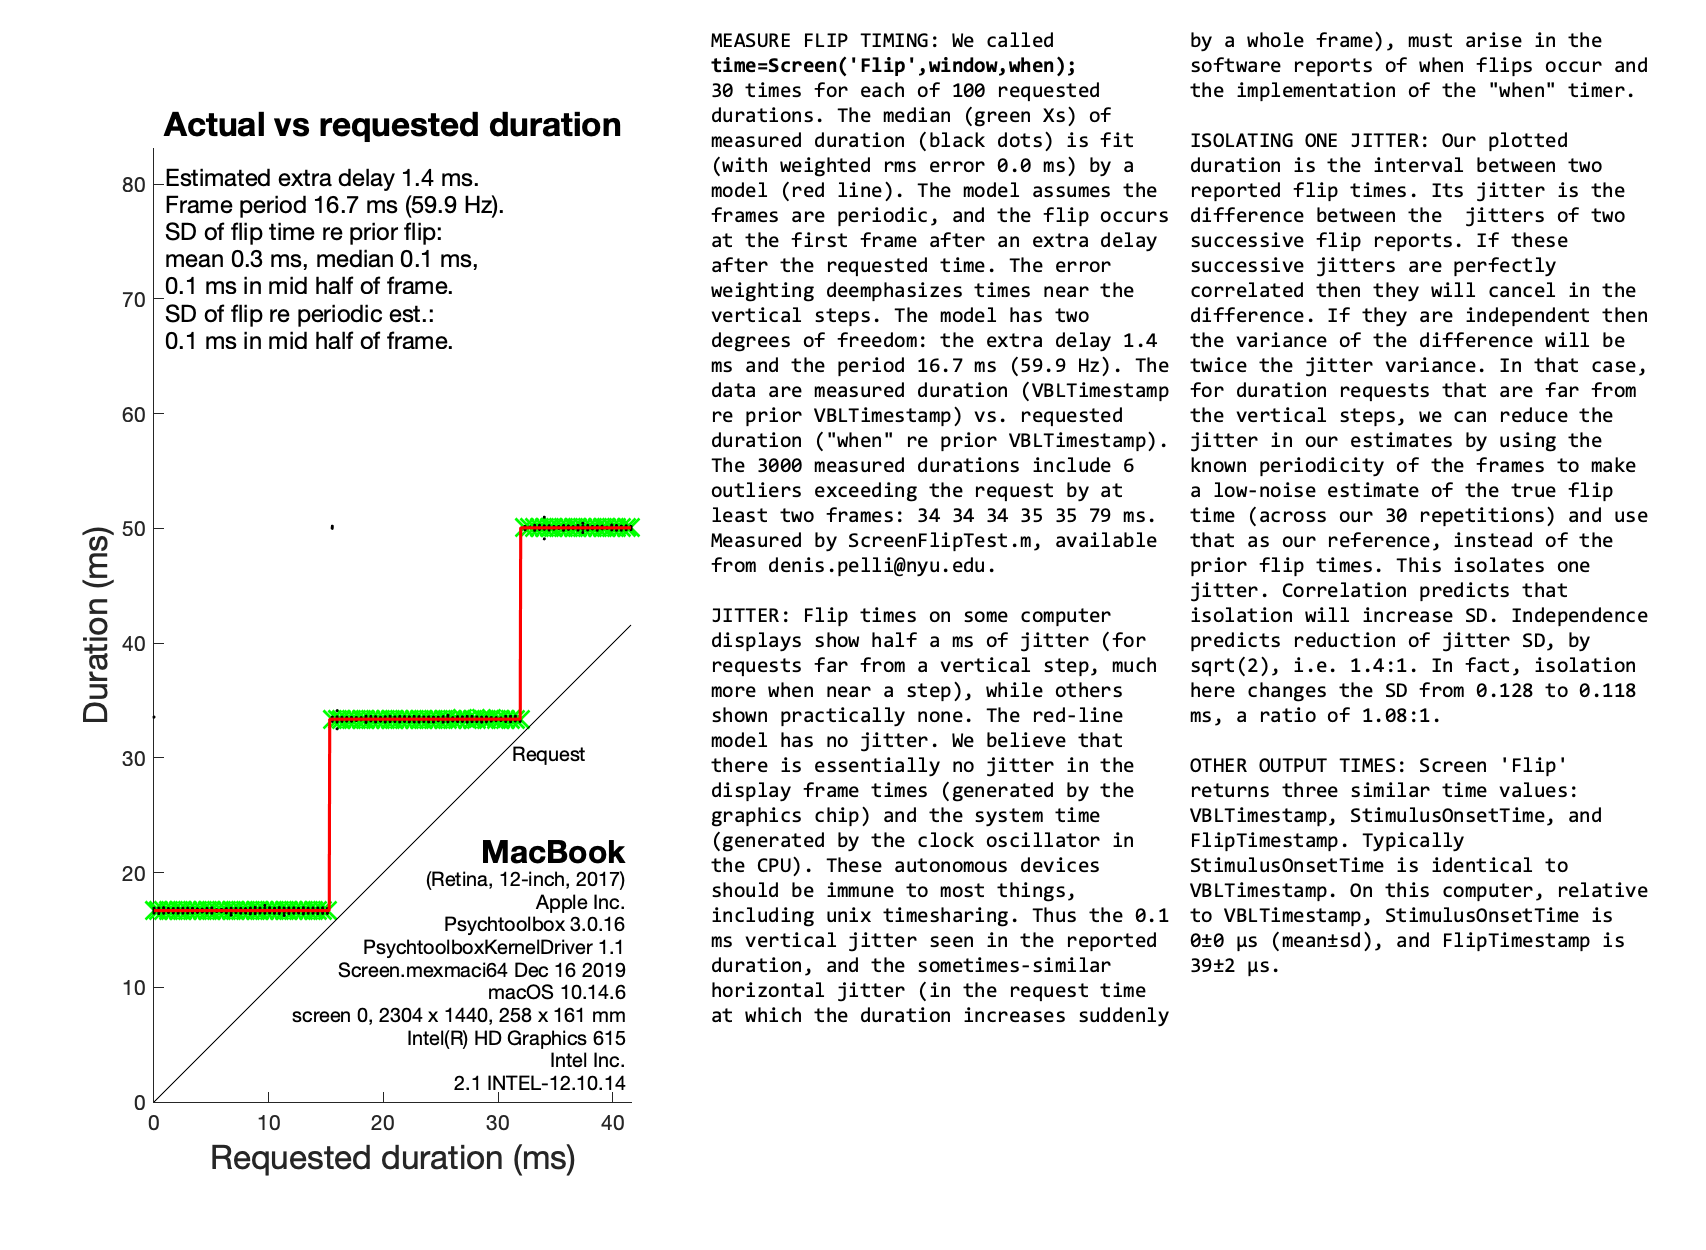 Actual vs requested duration
Estimated extra delay 1.4 ms.
Frame period 16.7 ms (59.9 Hz).
SD of flip time re prior flip:
mean 0.3 ms, median 0.1 ms,
0.1 ms in mid half of frame.
SD of flip re periodic est.:
0.1 ms in mid half of frame.
80
70
60
50
40
30
20
10
0
Duration (ms)
Request
MacBook
(Retina, 12-inch, 2017)
Apple Inc.
Psychtoolbox 3.0.16
PsychtoolboxKernelDriver 1.1
Screen.mexmaci64 Dec 16 2019
macOS 10.14.6
screen 0, 2304 x 1440, 258 x 161 mm
Intel(R) HD Graphics 615
Intel Inc.
2.1 INTEL-12.10.14
0 10 20 30 40
Requested duration (ms)
MEASURE FLIP TIMING: We called
time=Screen('Flip',window,when);
30 times for each of 100 requested
durations. The median (green Xs) of
measured duration (black dots) is fit
(with weighted rms error 0.0 ms) by a
model (red line). The model assumes the
frames are periodic, and the flip occurs
at the first frame after an extra delay
after the requested time. The error
weighting deemphasizes times near the
vertical steps. The model has two
degrees of freedom: the extra delay 1.4
ms and the period 16.7 ms (59.9 Hz). The
data are measured duration (VBLTimestamp
re prior VBLTimestamp) vs. requested
duration ("when" re prior VBLTimestamp).
The 3000 measured durations include 6
outliers exceeding the request by at
least two frames: 34 34 34 35 35 79 ms.
Measured by ScreenFlipTest.m, available
from denis.pelli@nyu.edu.
JITTER: Flip times on some computer
displays show half a ms of jitter (for
requests far from a vertical step, much
more when near a step), while others
shown practically none. The red-line
model has no jitter. We believe that
there is essentially no jitter in the
display frame times (generated by the
graphics chip) and the system time
(generated by the clock oscillator in
the CPU). These autonomous devices
should be immune to most things,
including unix timesharing. Thus the 0.1
ms vertical jitter seen in the reported
duration, and the sometimes-similar
horizontal jitter (in the request time
at which the duration increases suddenly
by a whole frame), must arise in the
software reports of when flips occur and
the implementation of the "when" timer.
ISOLATING ONE JITTER: Our plotted
duration is the interval between two
reported flip times. Its jitter is the
difference between the  jitters of two
successive flip reports. If these
successive jitters are perfectly
correlated then they will cancel in the
difference. If they are independent then
the variance of the difference will be
twice the jitter variance. In that case,
for duration requests that are far from
the vertical steps, we can reduce the
jitter in our estimates by using the
known periodicity of the frames to make
a low-noise estimate of the true flip
time (across our 30 repetitions) and use
that as our reference, instead of the
prior flip times. This isolates one
jitter. Correlation predicts that
isolation will increase SD. Independence
predicts reduction of jitter SD, by
sqrt(2), i.e. 1.4:1. In fact, isolation
here changes the SD from 0.128 to 0.118
ms, a ratio of 1.08:1.
OTHER OUTPUT TIMES: Screen 'Flip'
returns three similar time values:
VBLTimestamp, StimulusOnsetTime, and
FlipTimestamp. Typically
StimulusOnsetTime is identical to
VBLTimestamp. On this computer, relative
to VBLTimestamp, StimulusOnsetTime is
0±0 µs (mean±sd), and FlipTimestamp is
39±2 µs.